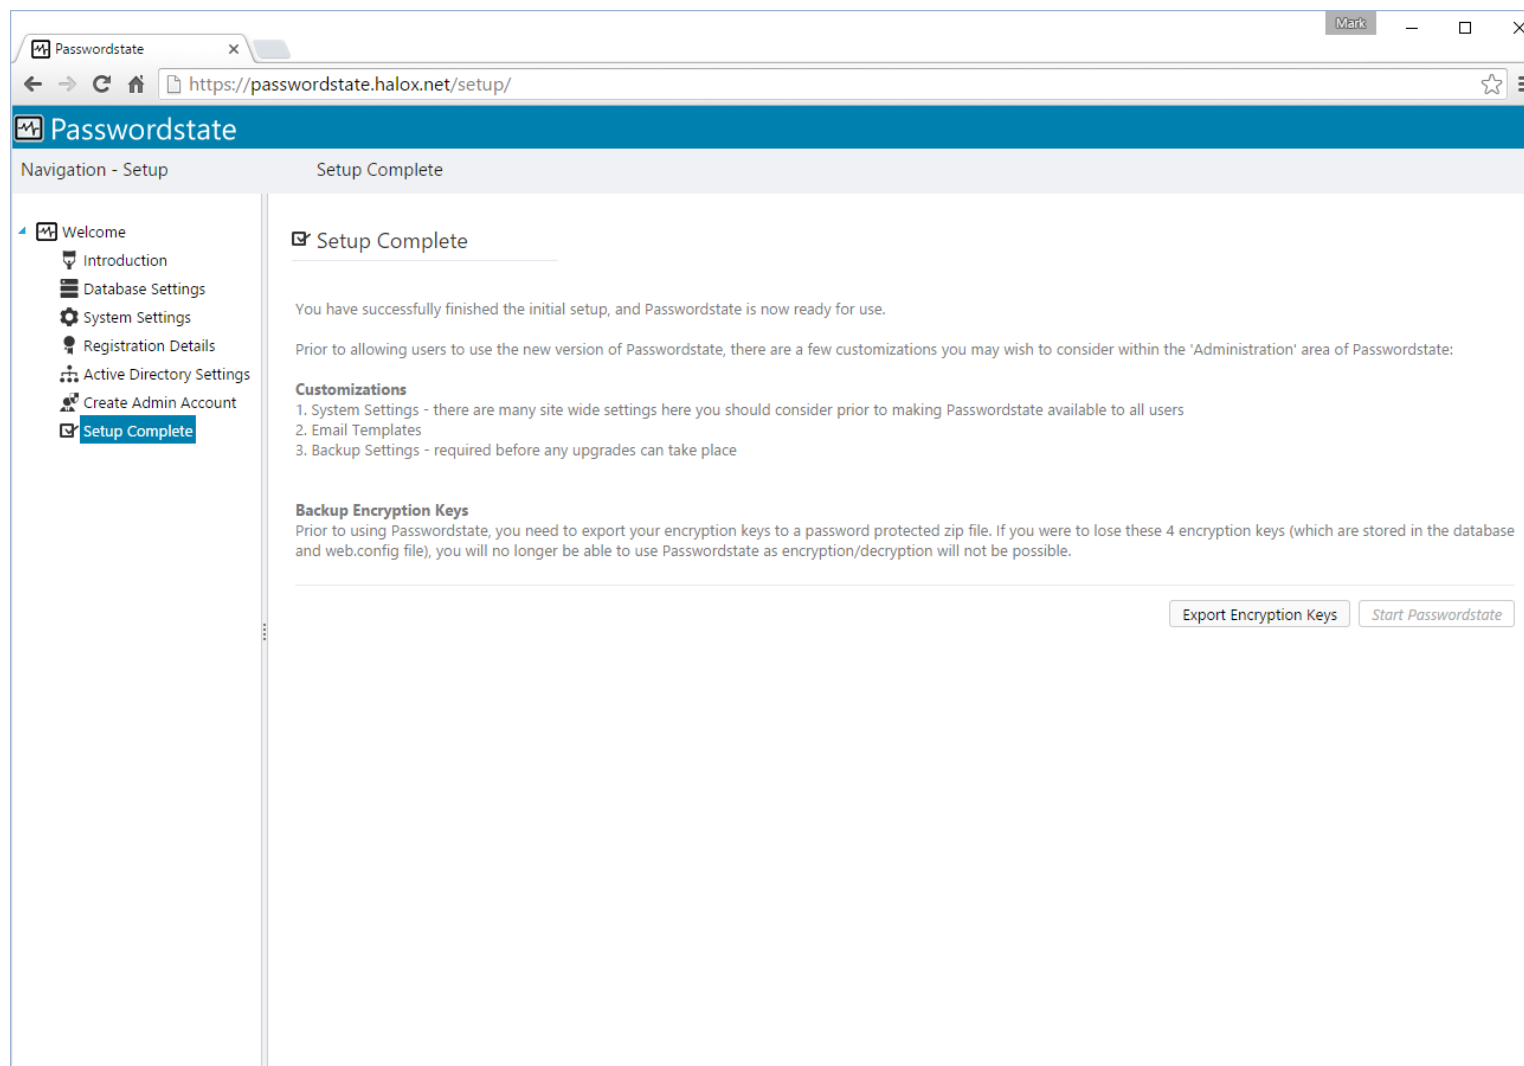 Mark
Passwordstate
https://passwordstate.halox.net/setup/
Passwordstate
Navigation - Setup
Setup Complete
Welcome
Introduction
Database Settings
System Settings
Registration Details
Active Directory Settings
Create Admin Account
Setup Complete
Setup Complete
You have successfully finished the initial setup, and Passwordstate is now ready for use.
Prior to allowing users to use the new version of Passwordstate, there are a few customizations you may wish to consider within the 'Administration' area of Passwordstate:
Customizations
1. System Settings - there are many site wide settings here you should consider prior to making Passwordstate available to all users
2. Email Templates
3. Backup Settings - required before any upgrades can take place
Backup Encryption Keys
Prior to using Passwordstate, you need to export your encryption keys to a password protected zip file. If you were to lose these 4 encryption keys (which are stored in the database
and web.config file), you will no longer be able to use Passwordstate as encryption/decryption will not be possible.
Export Encryption Keys
Start Passwordstate